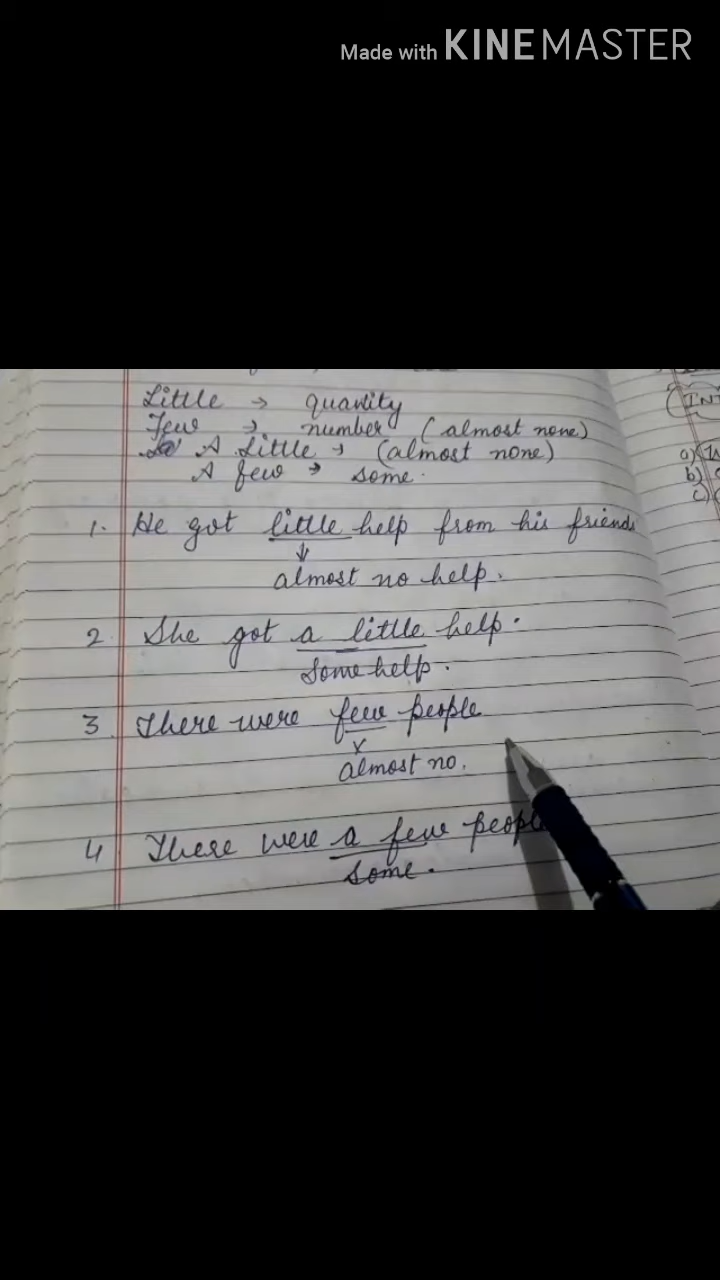 Made with KINEMASTER
Little → quantity
Few → number (almost none)
A little → (almost none)
A few → some.
1. He got little help from his friends
almost no help.
2. She got a little help.
some help.
3. There were few people
almost no.
4. There were a few people
some.
(INT
a)
b)
c)